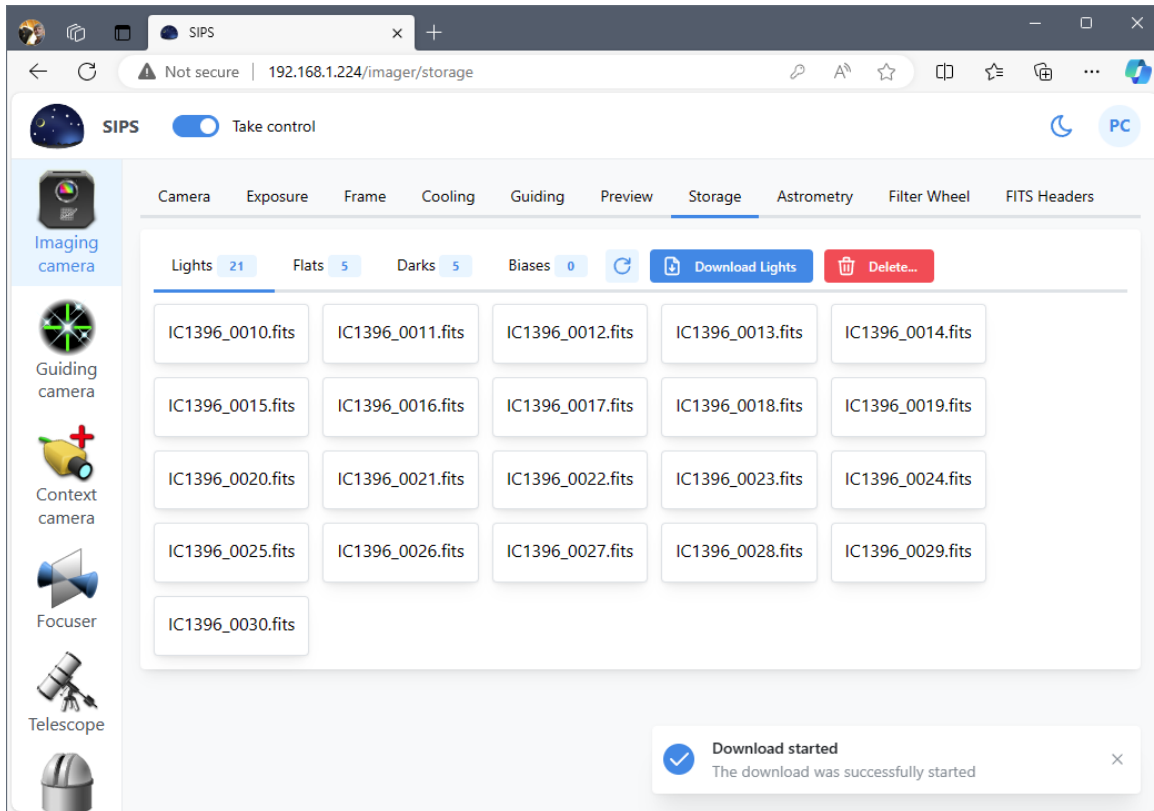 SIPS
Not secure 192.168.1.224/imager/storage
SIPS Take control PC
Camera Exposure Frame Cooling Guiding Preview Storage Astrometry Filter Wheel FITS Headers
Imaging camera
Guiding camera
Context camera
Focuser
Telescope
Lights 21 Flats 5 Darks 5 Biases 0 Download Lights Delete...
IC1396_0010.fits IC1396_0011.fits IC1396_0012.fits IC1396_0013.fits IC1396_0014.fits
IC1396_0015.fits IC1396_0016.fits IC1396_0017.fits IC1396_0018.fits IC1396_0019.fits
IC1396_0020.fits IC1396_0021.fits IC1396_0022.fits IC1396_0023.fits IC1396_0024.fits
IC1396_0025.fits IC1396_0026.fits IC1396_0027.fits IC1396_0028.fits IC1396_0029.fits
IC1396_0030.fits
Download started
The download was successfully started